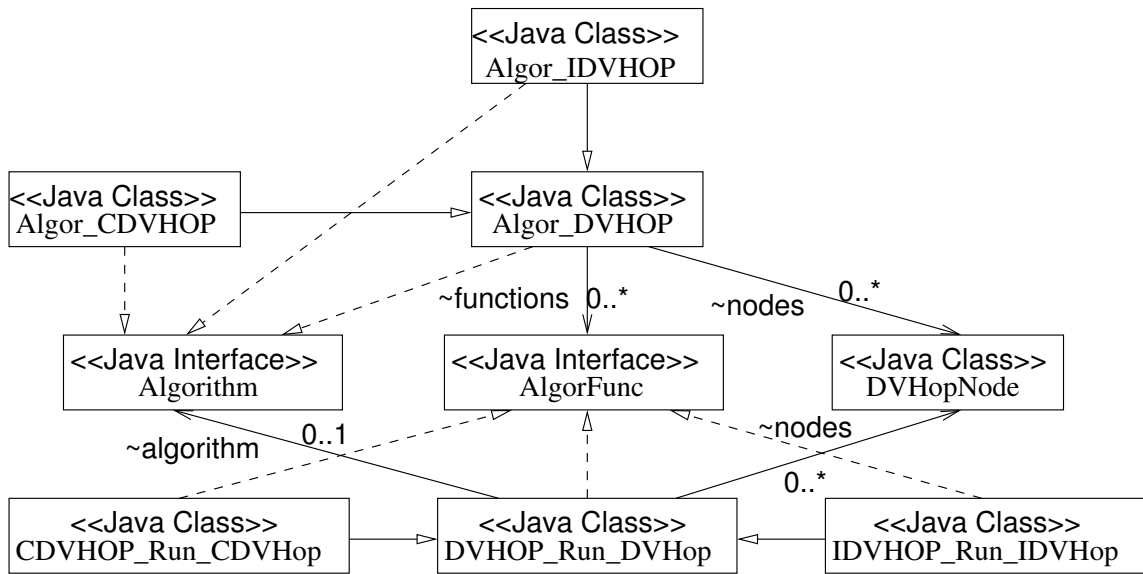 <<Java Class>>
Algor_IDVHOP
<<Java Class>>
Algor_CDVHOP
<<Java Class>>
Algor_DVHOP
~functions 0..*
~nodes
0..*
<<Java Interface>>
Algorithm
<<Java Interface>>
AlgorFunc
<<Java Class>>
DVHopNode
~algorithm
0..1
~nodes
0..*
<<Java Class>>
CDVHOP_Run_CDVHop
<<Java Class>>
DVHOP_Run_DVHop
<<Java Class>>
IDVHOP_Run_IDVHop